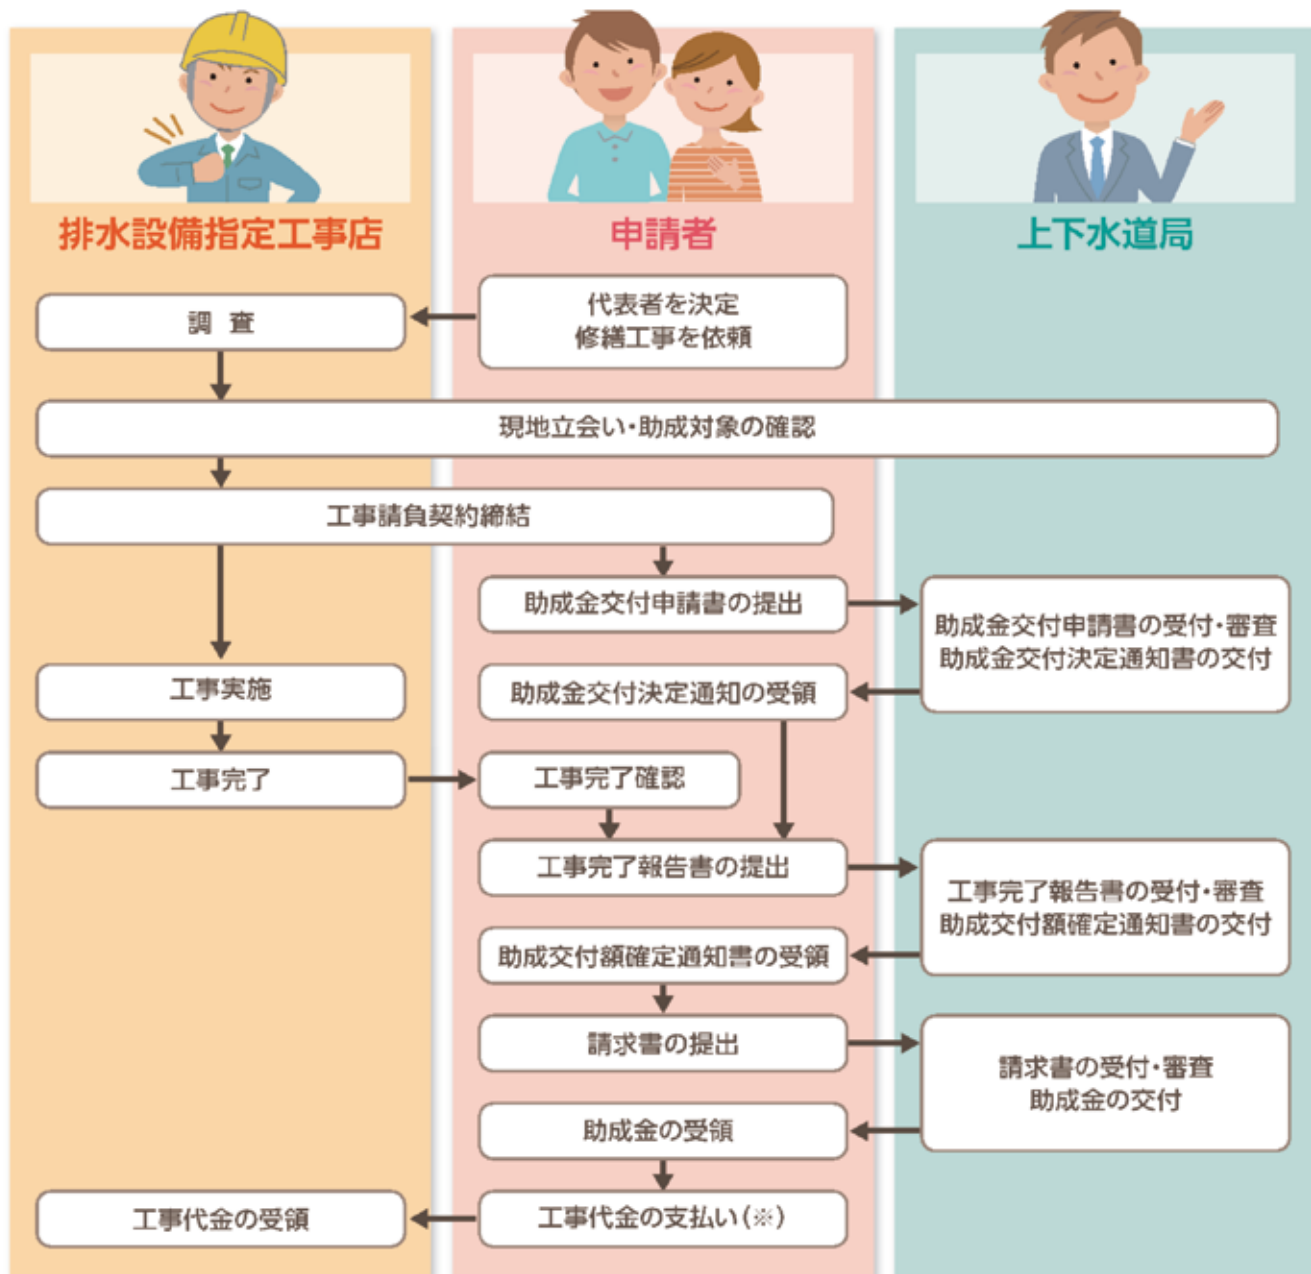 排水設備指定工事店
申請者
上下水道局
代表者を決定
修繕工事を依頼
調 査
現地立会い・助成対象の確認
工事請負契約締結
助成金交付申請書の提出
助成金交付申請書の受付・審査
助成金交付決定通知書の交付
工事実施
助成金交付決定通知の受領
工事完了
工事完了確認
工事完了報告書の提出
工事完了報告書の受付・審査
助成交付額確定通知書の交付
助成交付額確定通知書の受領
請求書の提出
請求書の受付・審査
助成金の交付
助成金の受領
工事代金の支払い(※)
工事代金の受領